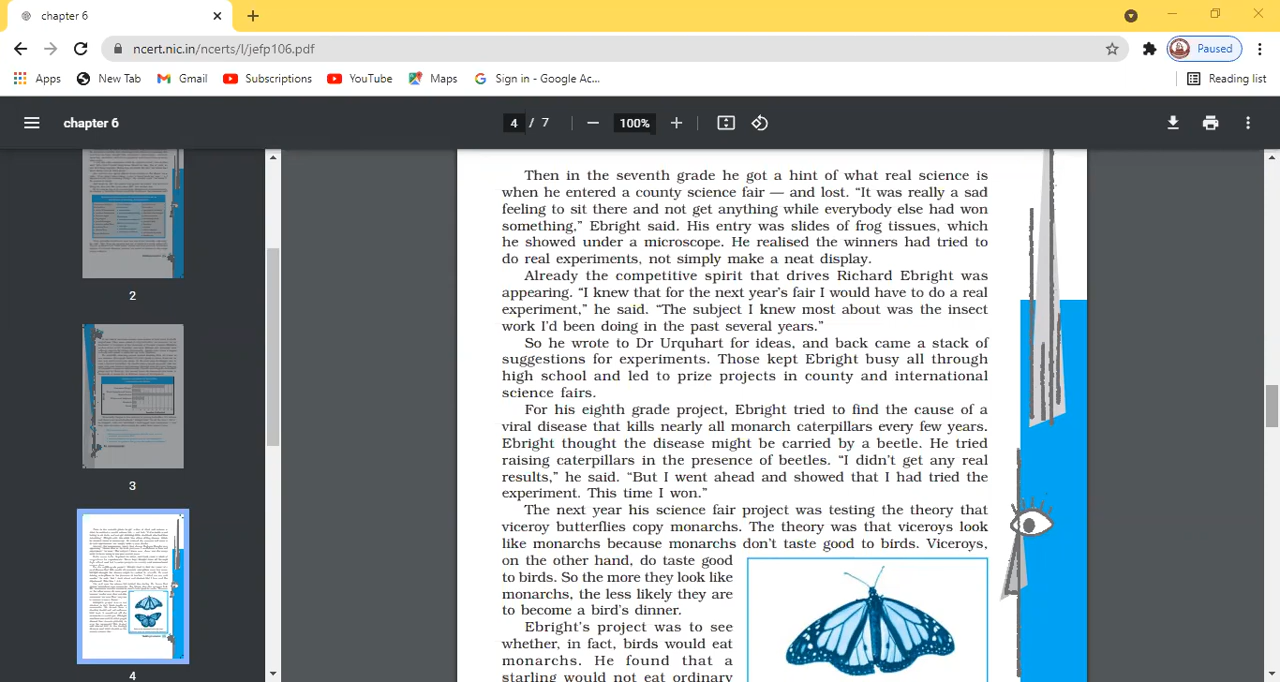 chapter 6
ncert.nic.in/ncerts/l/jefp106.pdf
Paused
Apps
New Tab
Gmail
Subscriptions
YouTube
Maps
Sign in - Google Ac...
Reading list
chapter 6
4 / 7
100%
2
3
4
Then in the seventh grade he got a hint of what real science is
when he entered a county science fair — and lost. “It was really a sad
feeling to sit there and not get anything while everybody else had won
something,” Ebright said. His entry was slides of frog tissues, which
he showed under a microscope. He realised the winners had tried to
do real experiments, not simply make a neat display.
Already the competitive spirit that drives Richard Ebright was
appearing. “I knew that for the next year’s fair I would have to do a real
experiment,” he said. “The subject I knew most about was the insect
work I’d been doing in the past several years.”
So he wrote to Dr Urquhart for ideas, and back came a stack of
suggestions for experiments. Those kept Ebright busy all through
high school and led to prize projects in county and international
science fairs.
For his eighth grade project, Ebright tried to find the cause of a
viral disease that kills nearly all monarch caterpillars every few years.
Ebright thought the disease might be carried by a beetle. He tried
raising caterpillars in the presence of beetles. “I didn’t get any real
results,” he said. “But I went ahead and showed that I had tried the
experiment. This time I won.”
The next year his science fair project was testing the theory that
viceroy butterflies copy monarchs. The theory was that viceroys look
like monarchs because monarchs don’t taste good to birds. Viceroys,
on the other hand, do taste good
to birds. So the more they look like
monarchs, the less likely they are
to become a bird’s dinner.
Ebright’s project was to see
whether, in fact, birds would eat
monarchs. He found that a
starling would not eat ordinary